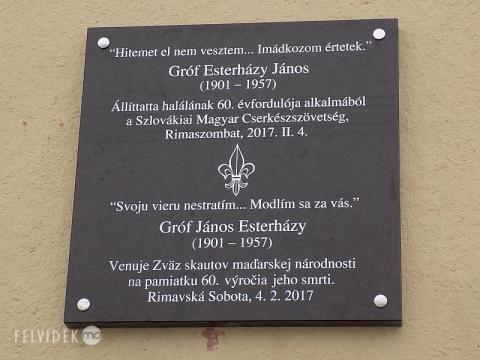 “Hitemet el nem vesztem... Imádkozom értetek.”
Gróf Esterházy János
(1901 – 1957)
Állíttatta halálának 60. évfordulója alkalmából
a Szlovákiai Magyar Cserkészszövetség,
Rimaszombat, 2017. II. 4.
“Svoju vieru nestratím... Modlím sa za vás.”
Gróf János Esterházy
(1901 – 1957)
Venuje Zväz skautov maďarskej národnosti
na pamiatku 60. výročia jeho smrti.
Rimavská Sobota, 4. 2. 2017
FELVIDÉK.ma